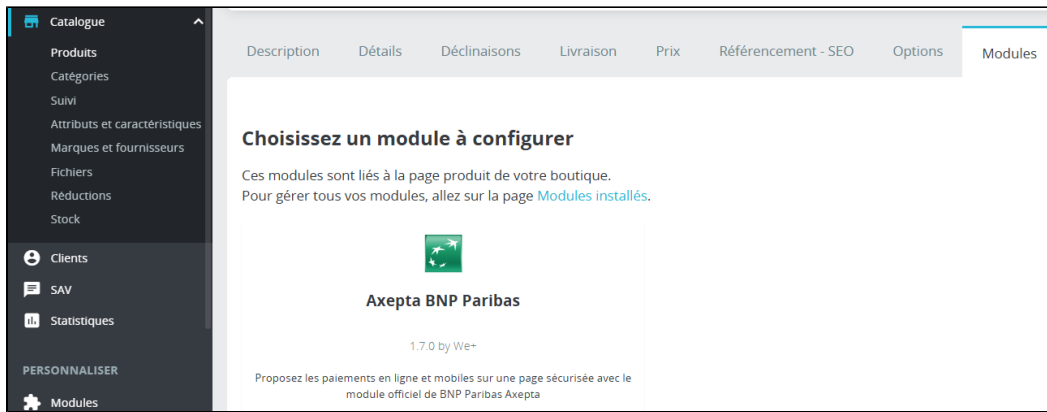 Catalogue
Produits
Catégories
Suivi
Attributs et caractéristiques
Marques et fournisseurs
Fichiers
Réductions
Stock
Clients
SAV
Statistiques
PERSONNALISER
Modules
Description Détails Déclinaisons Livraison Prix Référencement - SEO Options Modules
Choisissez un module à configurer
Ces modules sont liés à la page produit de votre boutique.
Pour gérer tous vos modules, allez sur la page Modules installés.
Axepta BNP Paribas
1.7.0 by We+
Proposez les paiements en ligne et mobiles sur une page sécurisée avec le
module officiel de BNP Paribas Axepta